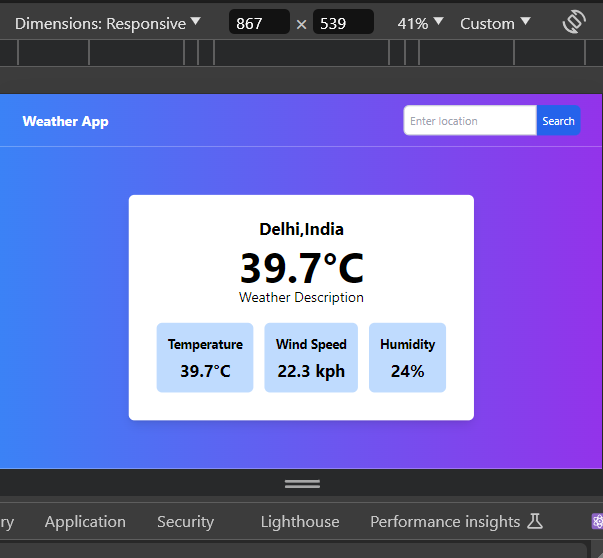 Dimensions: Responsive ▼ 867 × 539 41% ▼ Custom ▼
Weather App Enter location Search
Delhi,India
39.7°C
Weather Description
Temperature Wind Speed Humidity
39.7°C 22.3 kph 24%
ry Application Security Lighthouse Performance insights